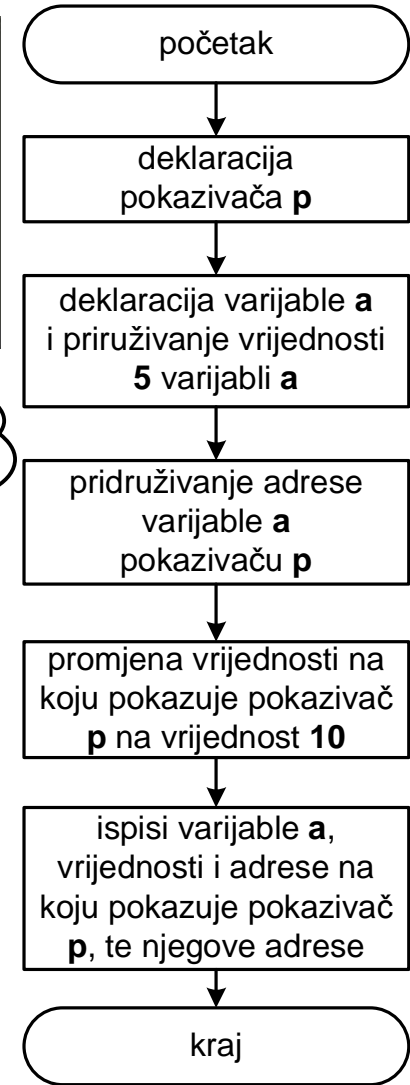 početak
deklaracija
pokazivača p
deklaracija varijable a
i priruživanje vrijednosti
5 varijabli a
pridruživanje adrese
varijable a
pokazivaču p
promjena vrijednosti na
koju pokazuje pokazivač
p na vrijednost 10
ispisi varijable a,
vrijednosti i adrese na
koju pokazuje pokazivač
p, te njegove adrese
kraj